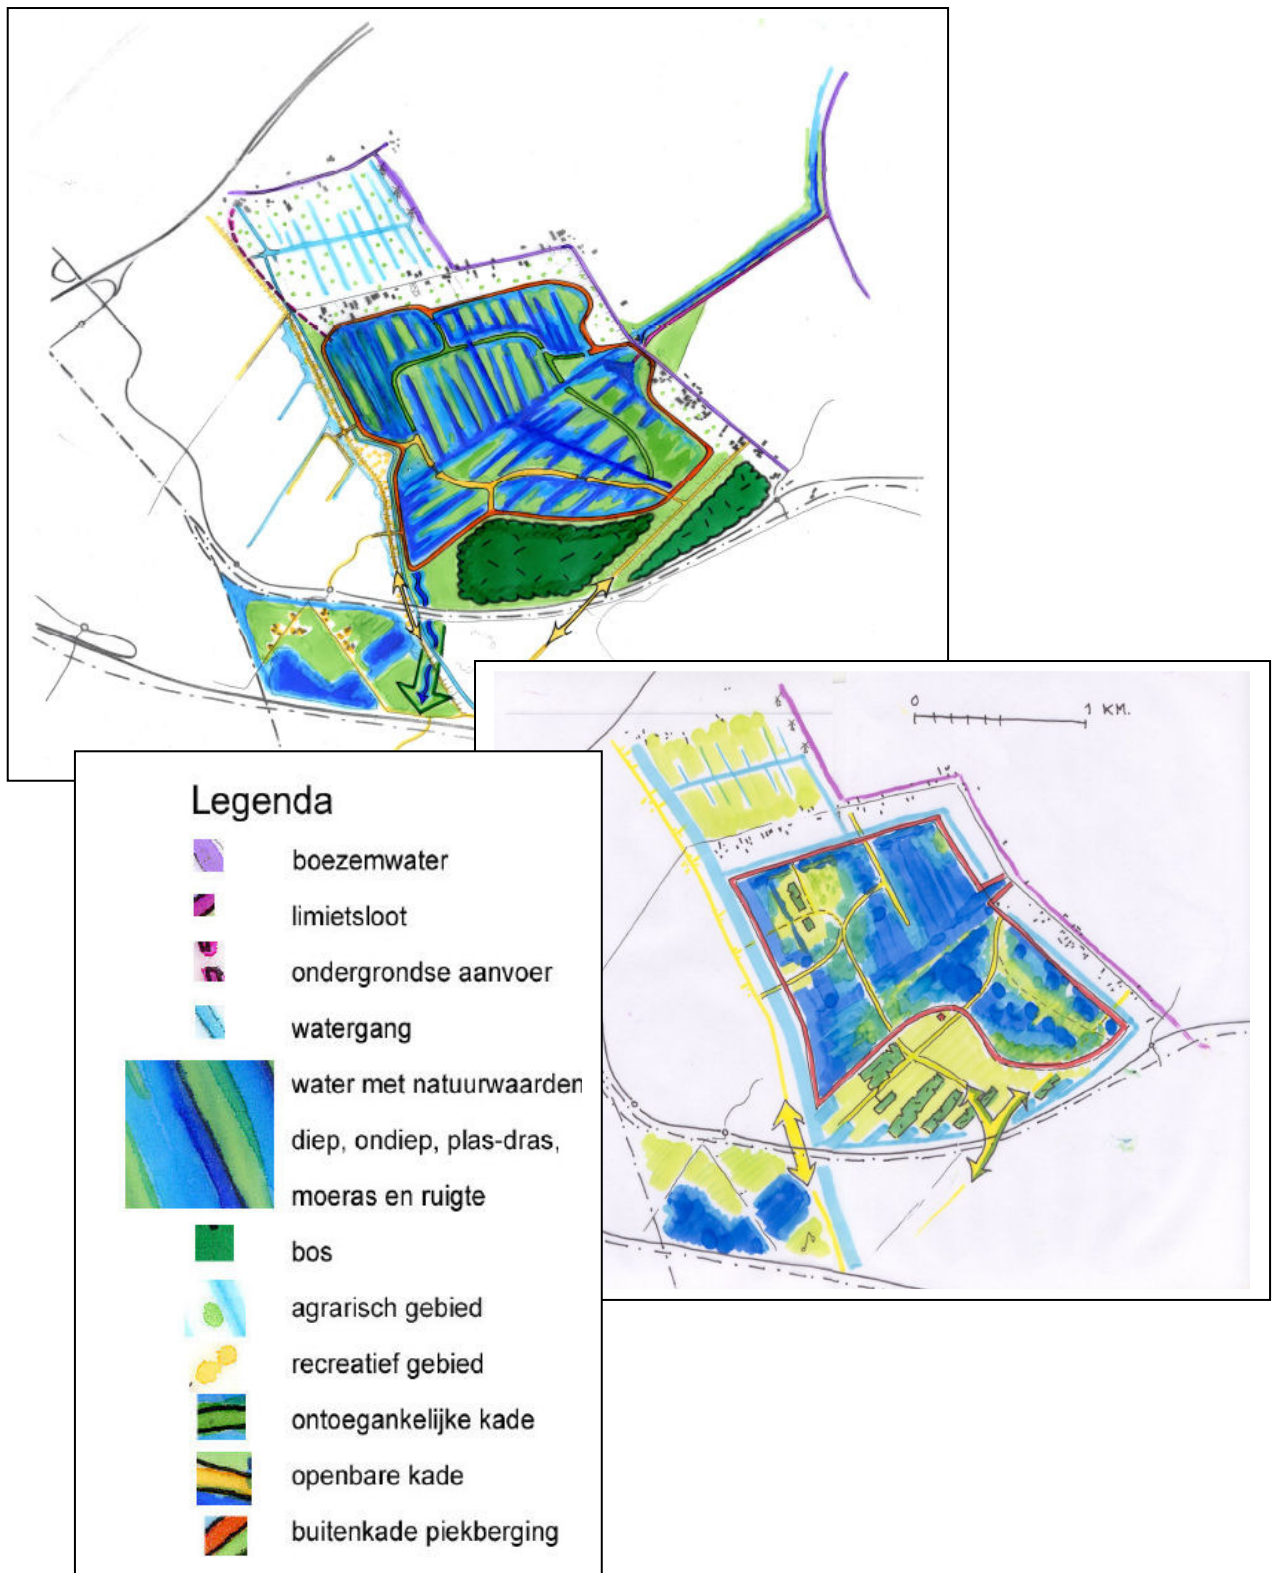 0
1 KM.
Legenda
boezemwater
limietsloot
ondergrondse aanvoer
watergang
water met natuurwaarden
diep, ondiep, plas-dras,
moeras en ruigte
bos
agrarisch gebied
recreatief gebied
ontoegankelijke kade
openbare kade
buitenkade piekberging